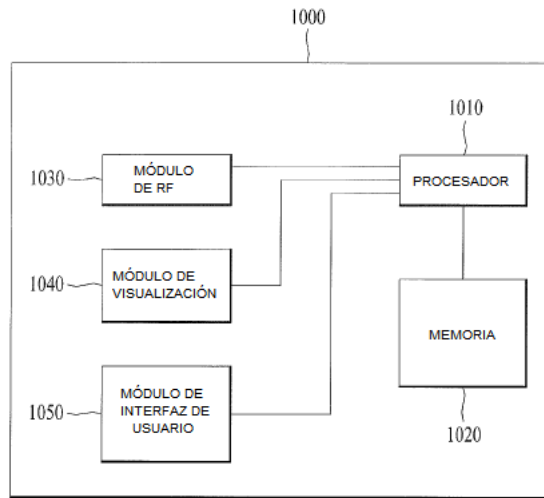 1000
1010
1030
MÓDULO
DE RF
PROCESADOR
1040
MÓDULO DE
VISUALIZACIÓN
MEMORIA
1050
MÓDULO DE
INTERFAZ DE
USUARIO
1020